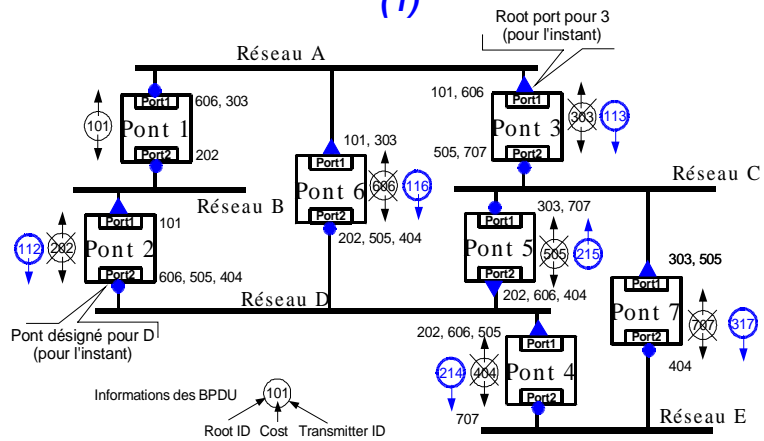 (1)
Root port pour 3
(pour l'instant)
Réseau A
Port1
606, 303
101
Pont 1
Port2
202
101, 606
Port1
Pont 3
303
113
Port2
505, 707
101, 303
Port1
Pont 6
606
116
Port2
202, 505, 404
Réseau C
Réseau B
Port1
101
Pont 2
112
202
Port2
606, 505, 404
Port1
303, 707
Pont 5
505
215
Port2
202, 606, 404
303, 505
Port1
Pont 7
707
317
Port2
404
Réseau D
Pont désigné pour D
(pour l'instant)
202, 606, 505
Port1
Pont 4
214
404
Port2
707
Réseau E
Informations des BPDU
101
Root ID Cost Transmitter ID